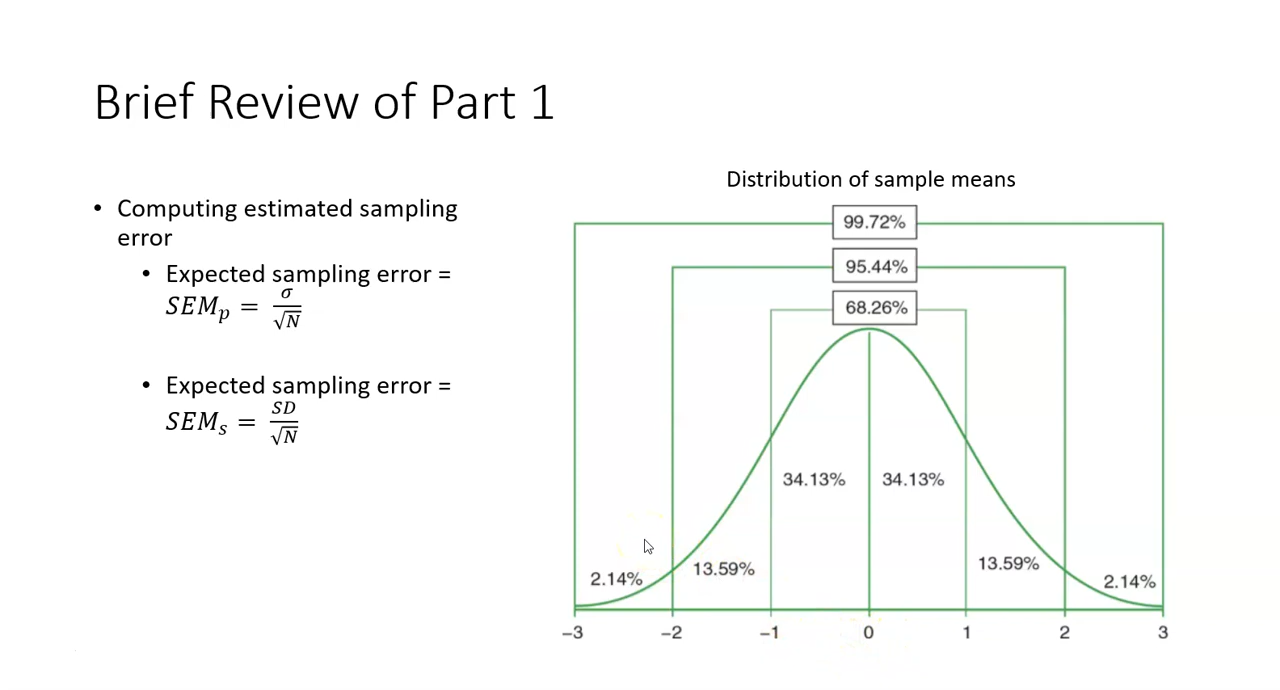 Brief Review of Part 1
• Computing estimated sampling
error
• Expected sampling error =
SEMₚ = σ/√N
• Expected sampling error =
SEMₛ = SD/√N
Distribution of sample means
99.72%
95.44%
68.26%
34.13% 34.13%
2.14% 13.59% 13.59% 2.14%
−3 −2 −1 0 1 2 3